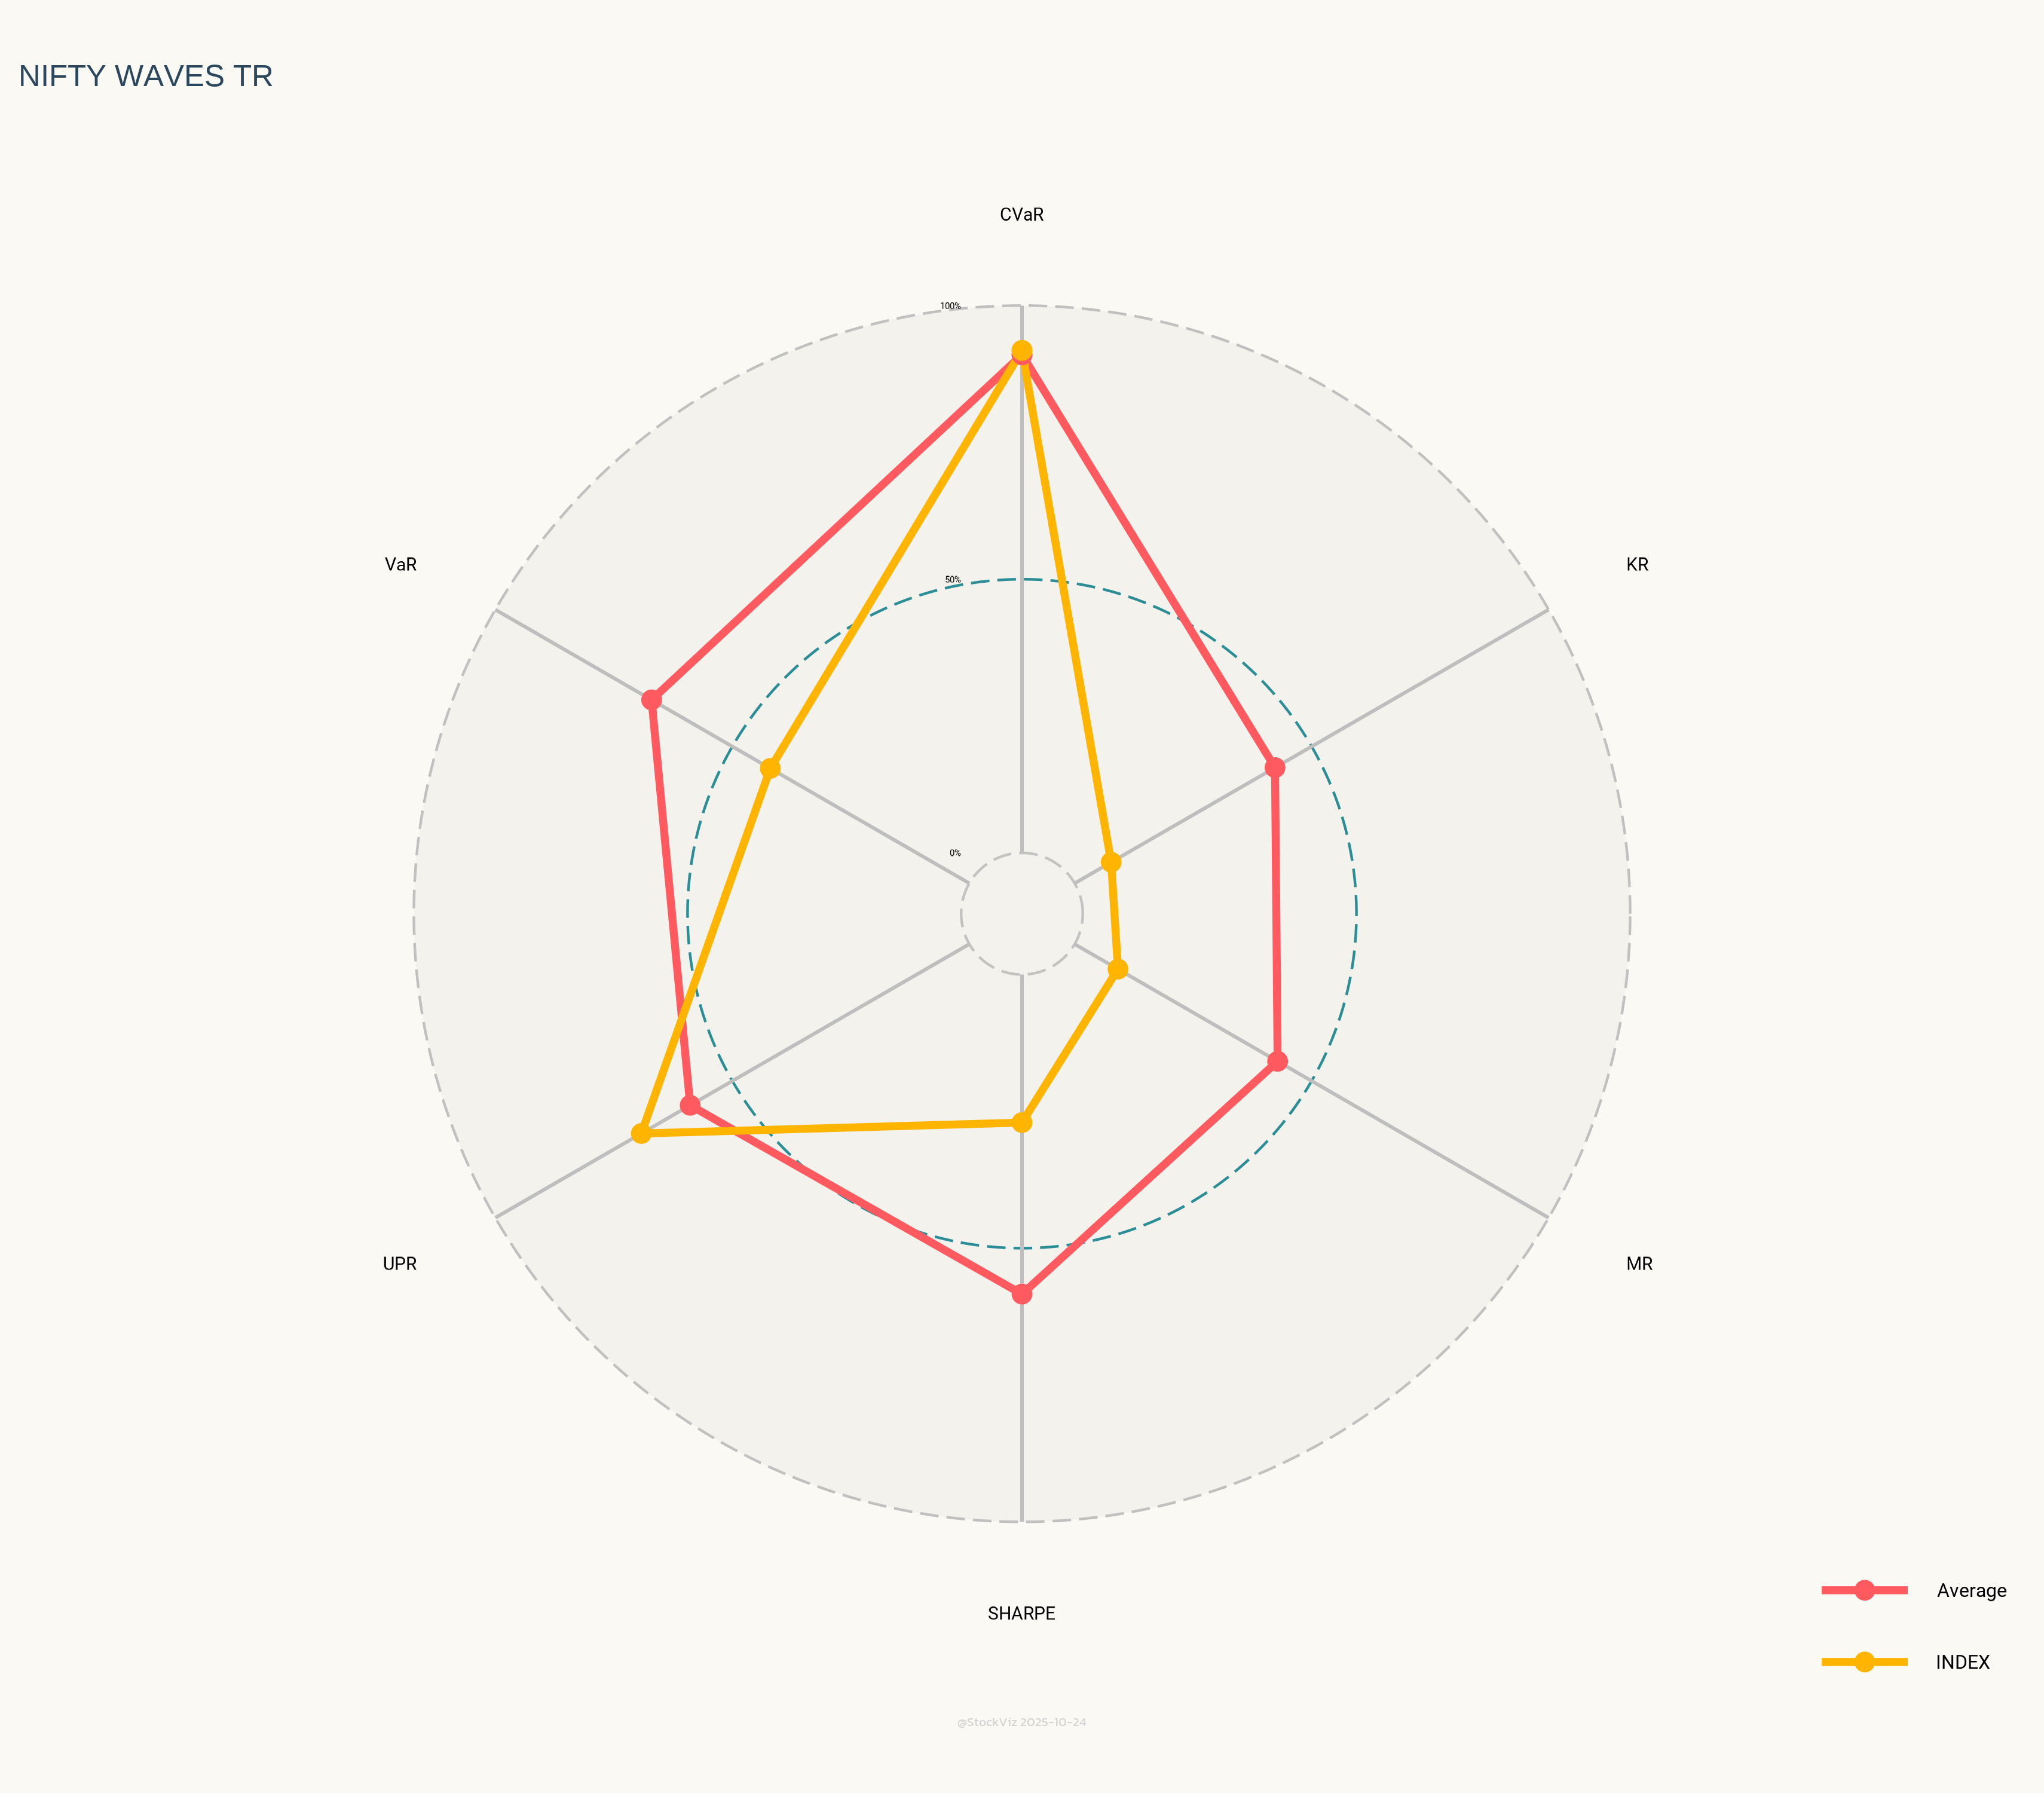 NIFTY WAVES TR
CVaR
100%
VaR
KR
50%
0%
UPR
MR
SHARPE
Average
INDEX
@StockViz 2025-10-24